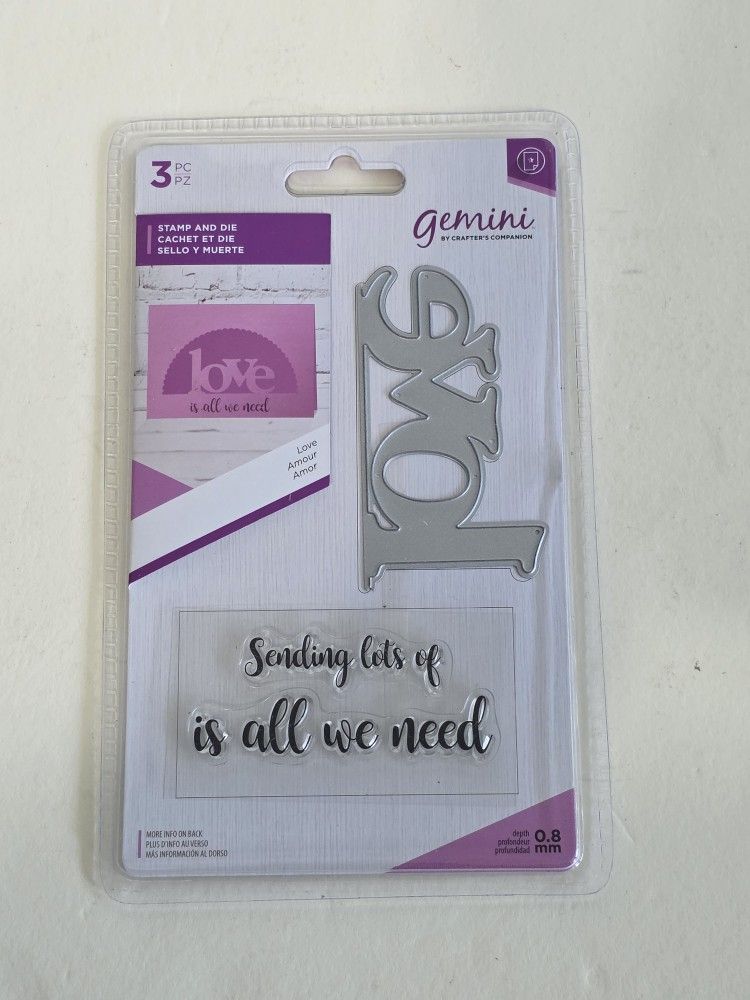 3 PC
PZ
gemini
BY CRAFTER'S COMPANION
STAMP AND DIE
CACHET ET DIE
SELLO Y MUERTE
love
is all we need
Love
Amour
Amor
love
Sending lots of
is all we need
MORE INFO ON BACK
PLUS D'INFO AU VERSO
MÁS INFORMACIÓN AL DORSO
depth
profondeur
profundidad
0.8
mm